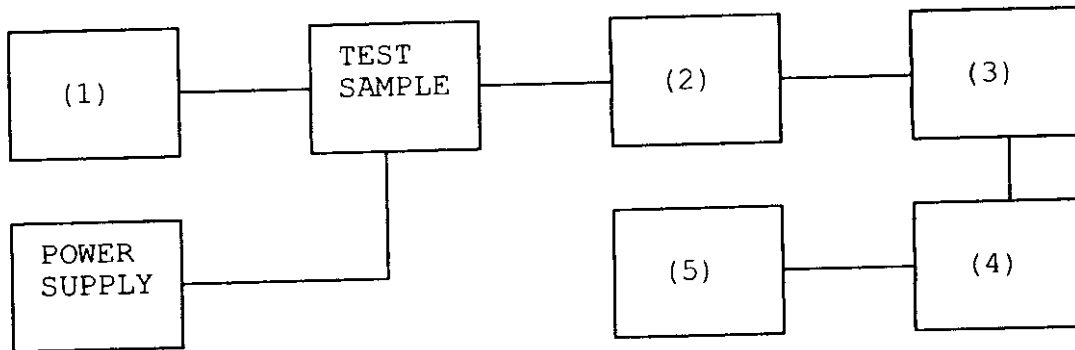 (1)
TEST
SAMPLE
(2)
(3)
POWER
SUPPLY
(5)
(4)